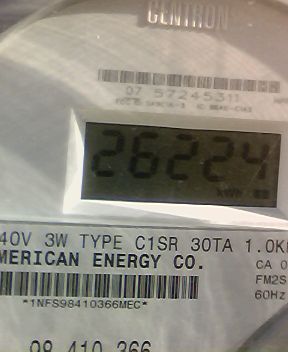 CENTRON
07 57245311
26224
kWh
40V 3W TYPE C1SR 30TA 1.0K
MERICAN ENERGY CO.
CA 0
FM2S
*1NFS98410366MEC*
60Hz
98 410 366